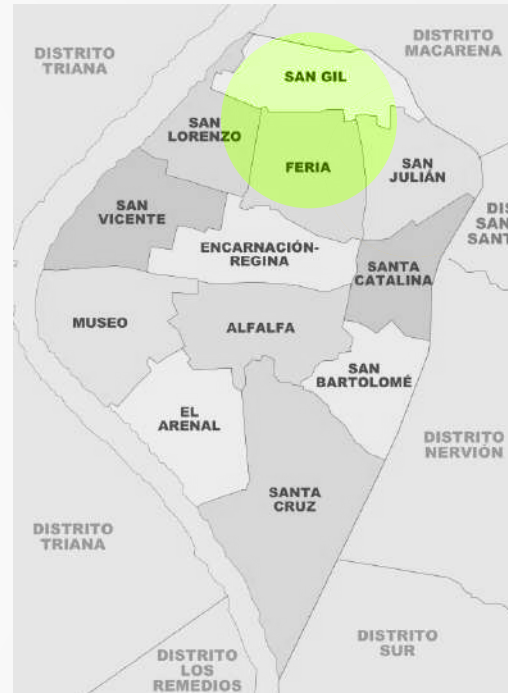 DISTRITO
TRIANA
DISTRITO
MACARENA
SAN GIL
SAN
LORENZO
FERIA
SAN
JULIÁN
SAN
VICENTE
ENCARNACIÓN-
REGINA
SANTA
CATALINA
MUSEO
ALFALFA
SAN
BARTOLOMÉ
EL
ARENAL
DISTRITO
NERVIÓN
SANTA
CRUZ
DISTRITO
TRIANA
DISTRITO
SUR
DISTRITO
LOS
REMEDIOS